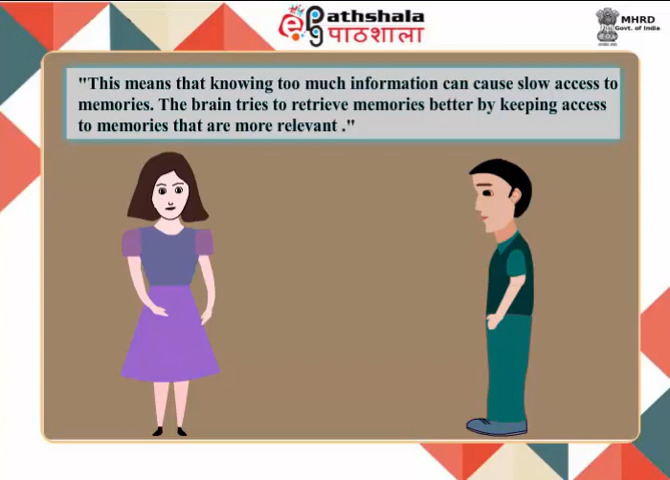 ePathshala
पाठशाला
MHRD
Govt. of India
"This means that knowing too much information can cause slow access to
memories. The brain tries to retrieve memories better by keeping access
to memories that are more relevant ."